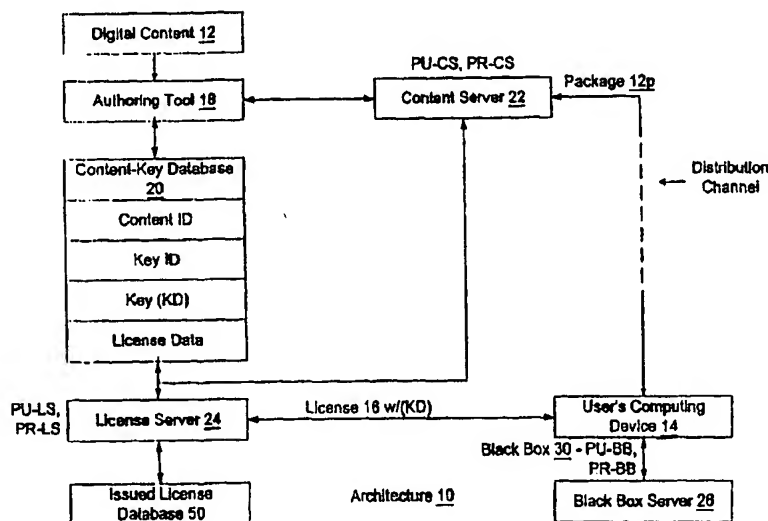 Digital Content 12
PU-CS, PR-CS
Package 12p
Authoring Tool 18
Content Server 22
Content-Key Database
20
Distribution
Channel
Content ID
Key ID
Key (KD)
License Data
PU-LS,
PR-LS
License Server 24
License 16 w/(KD)
User's Computing
Device 14
Black Box 30 - PU-BB,
PR-BB
Issued License
Database 50
Architecture 10
Black Box Server 26